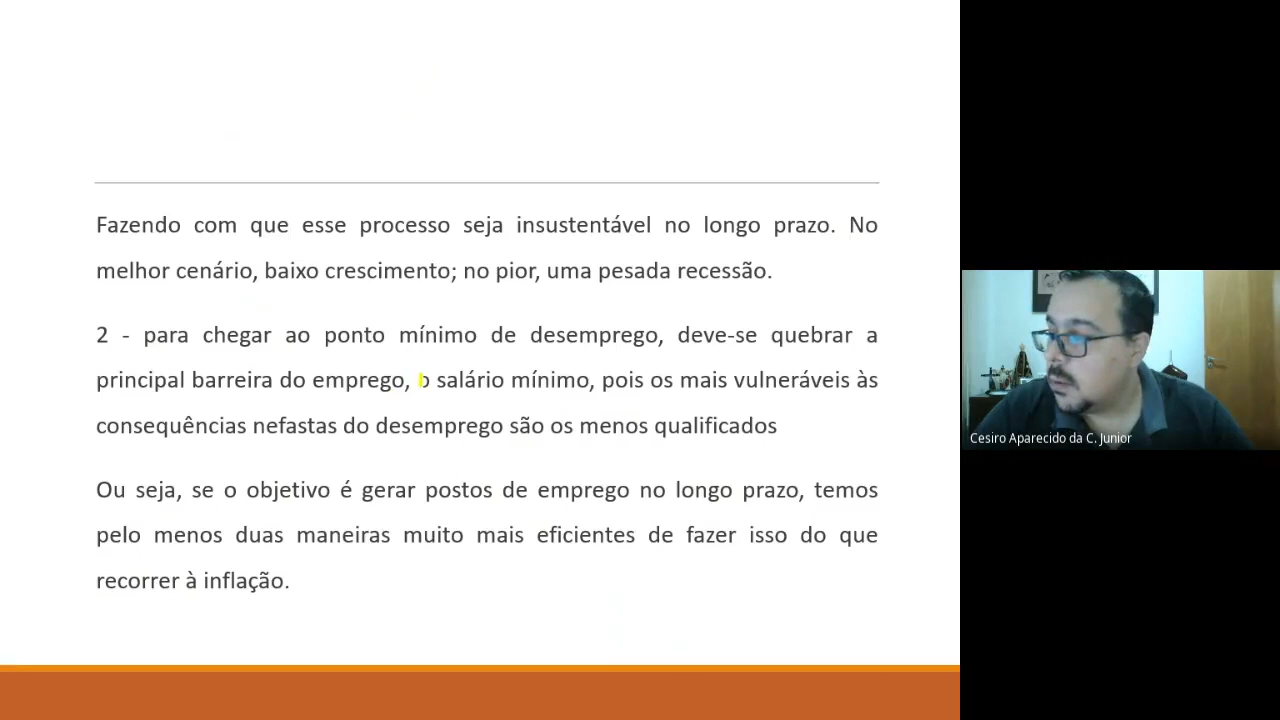 Fazendo com que esse processo seja insustentável no longo prazo. No
melhor cenário, baixo crescimento; no pior, uma pesada recessão.
2 - para chegar ao ponto mínimo de desemprego, deve-se quebrar a
principal barreira do emprego, o salário mínimo, pois os mais vulneráveis às
consequências nefastas do desemprego são os menos qualificados
Ou seja, se o objetivo é gerar postos de emprego no longo prazo, temos
pelo menos duas maneiras muito mais eficientes de fazer isso do que
recorrer à inflação.
Cesiro Aparecido da C. Junior